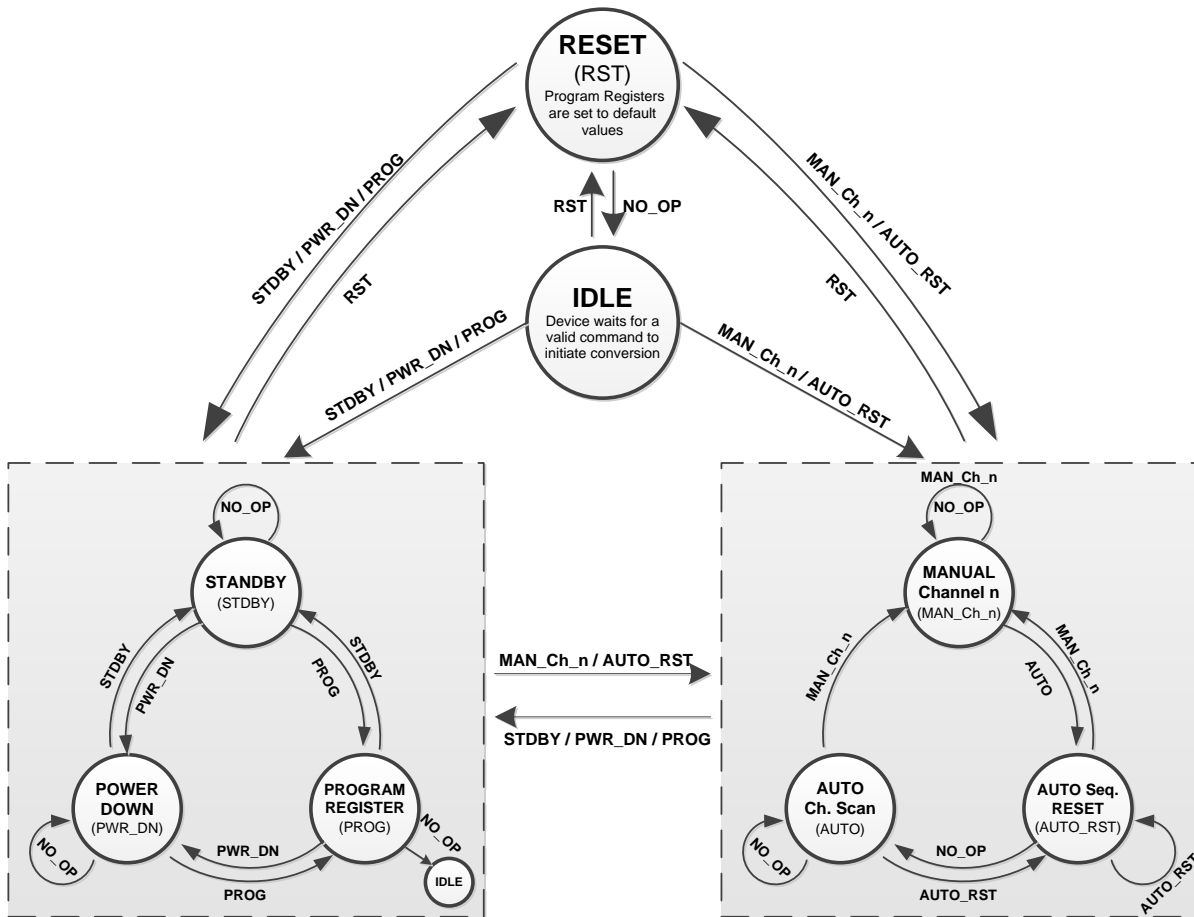 RESET
(RST)
Program Registers
are set to default
values
STDBY / PWR_DN / PROG
RST
RST
NO_OP
MAN_Ch_n / AUTO_RST
RST
IDLE
Device waits for a
valid command to
initiate conversion
STDBY / PWR_DN / PROG
MAN_Ch_n / AUTO_RST
NO_OP
STANDBY
(STDBY)
STDBY
PWR_DN
PROG
STDBY
POWER
DOWN
(PWR_DN)
NO_OP
PROGRAM
REGISTER
(PROG)
NO_OP
IDLE
PWR_DN
PROG
MAN_Ch_n / AUTO_RST
STDBY / PWR_DN / PROG
MAN_Ch_n
NO_OP
MANUAL
Channel n
(MAN_Ch_n)
MAN_Ch_n
AUTO
MAN_Ch_n
AUTO
Ch. Scan
(AUTO)
NO_OP
AUTO Seq.
RESET
(AUTO_RST)
NO_OP
AUTO_RST
AUTO_RST